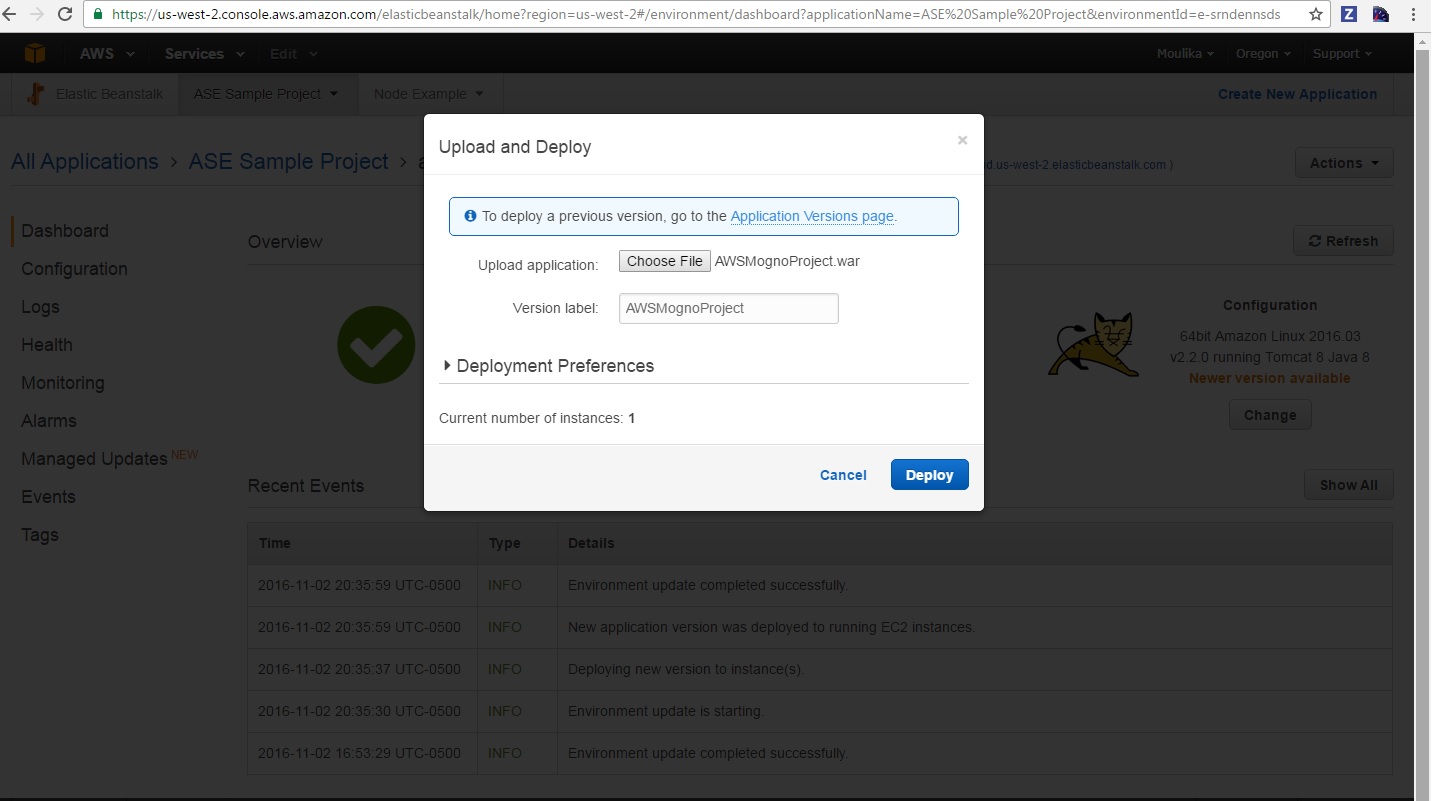 https://us-west-2.console.aws.amazon.com/elasticbeanstalk/home?region=us-west-2#/environment/dashboard?applicationName=ASE%20Sample%20Project&environmentId=e-srndennsds
Z
AWS Services Edit Moulika Oregon Support
Elastic Beanstalk ASE Sample Project Node Example Create New Application
All Applications › ASE Sample Project › d.us-west-2.elasticbeanstalk.com ) Actions
Upload and Deploy ×
To deploy a previous version, go to the Application Versions page.
Upload application: Choose File AWSMognoProject.war
Version label: AWSMognoProject
Deployment Preferences
Current number of instances: 1
Cancel Deploy
Dashboard
Configuration
Logs
Health
Monitoring
Alarms
Managed Updates NEW
Events
Tags
Overview Refresh
Configuration
64bit Amazon Linux 2016.03
v2.2.0 running Tomcat 8 Java 8
Newer version available
Change
Recent Events Show All
Time Type Details
2016-11-02 20:35:59 UTC-0500 INFO Environment update completed successfully.
2016-11-02 20:35:59 UTC-0500 INFO New application version was deployed to running EC2 instances.
2016-11-02 20:35:37 UTC-0500 INFO Deploying new version to instance(s).
2016-11-02 20:35:30 UTC-0500 INFO Environment update is starting.
2016-11-02 16:53:29 UTC-0500 INFO Environment update completed successfully.